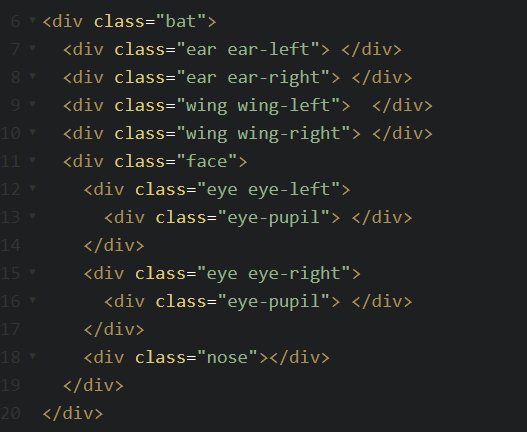 6 <div class="bat">
7   <div class="ear ear-left"> </div>
8   <div class="ear ear-right"> </div>
9   <div class="wing wing-left">  </div>
10   <div class="wing wing-right"> </div>
11   <div class="face">
12     <div class="eye eye-left">
13       <div class="eye-pupil"> </div>
14     </div>
15     <div class="eye eye-right">
16       <div class="eye-pupil"> </div>
17     </div>
18     <div class="nose"></div>
19   </div>
20 </div>